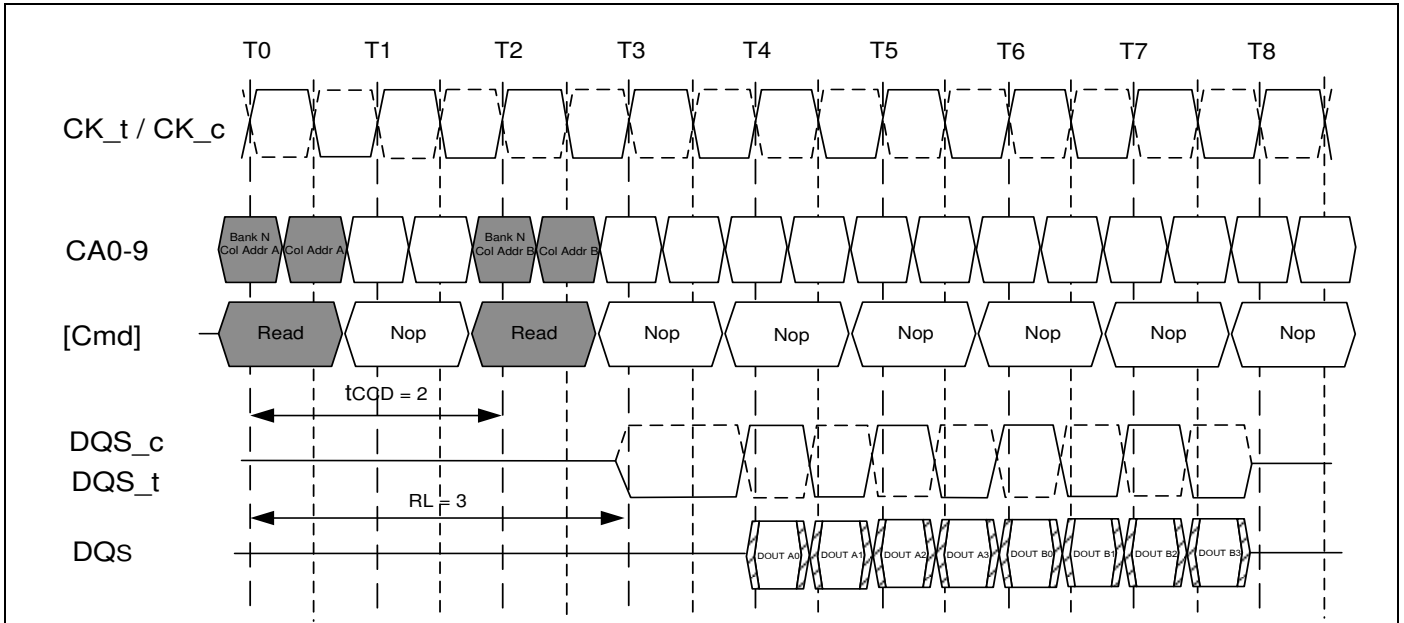 T0 T1 T2 T3 T4 T5 T6 T7 T8
CK_t / CK_c
CA0-9
Bank N
Col Addr A
Col Addr A
Bank N
Col Addr B
Col Addr B
[Cmd]
Read Nop Read Nop Nop Nop Nop Nop Nop
tCCD = 2
DQS_c
DQS_t
RL = 3
DQs
DOUT A0 DOUT A1 DOUT A2 DOUT A3 DOUT B0 DOUT B1 DOUT B2 DOUT B3